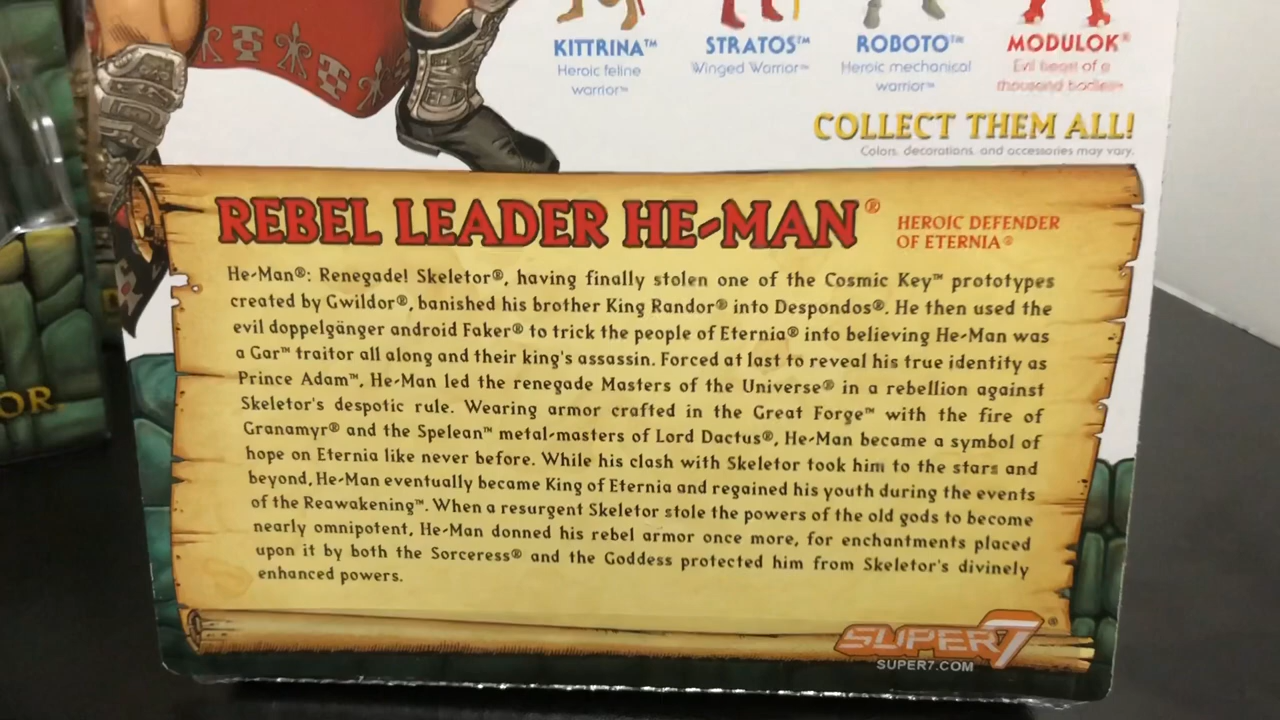 KITTRINA™ STRATOS™ ROBOTO™ MODULOK®
Heroic feline Winged Warrior™ Heroic mechanical Evil beast of a
warrior™ warrior™ thousand bodies™
COLLECT THEM ALL!
Colors, decorations, and accessories may vary.
REBEL LEADER HE-MAN® HEROIC DEFENDER
OF ETERNIA®
He-Man®: Renegade! Skeletor®, having finally stolen one of the Cosmic Key™ prototypes
created by Gwildor®, banished his brother King Randor® into Despondos®. He then used the
evil doppelgänger android Faker® to trick the people of Eternia® into believing He-Man was
a Gar™ traitor all along and their king's assassin. Forced at last to reveal his true identity as
Prince Adam™, He-Man led the renegade Masters of the Universe® in a rebellion against
Skeletor's despotic rule. Wearing armor crafted in the Great Forge™ with the fire of
Granamyr® and the Spelean™ metal-masters of Lord Dactus®, He-Man became a symbol of
hope on Eternia like never before. While his clash with Skeletor took him to the stars and
beyond, He-Man eventually became King of Eternia and regained his youth during the events
of the Reawakening™. When a resurgent Skeletor stole the powers of the old gods to become
nearly omnipotent, He-Man donned his rebel armor once more, for enchantments placed
upon it by both the Sorceress® and the Goddess protected him from Skeletor's divinely
enhanced powers.
OR
SUPER7®
SUPER7.COM